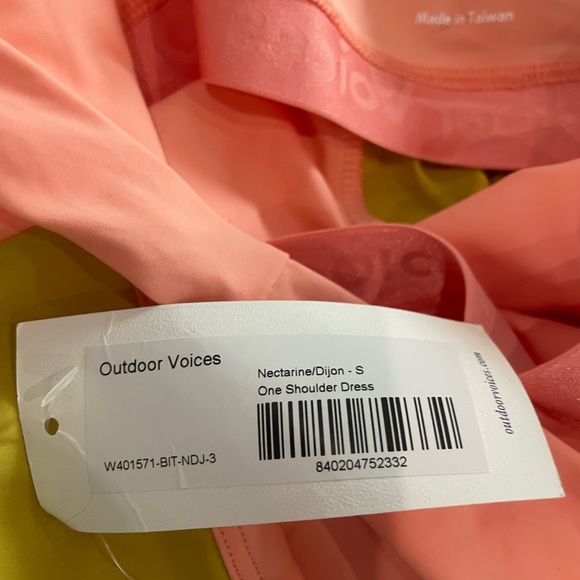 Made in Taiwan
Outdoor Voices
Nectarine/Dijon - S
One Shoulder Dress
W401571-BIT-NDJ-3
840204752332
outdoorvoices.com